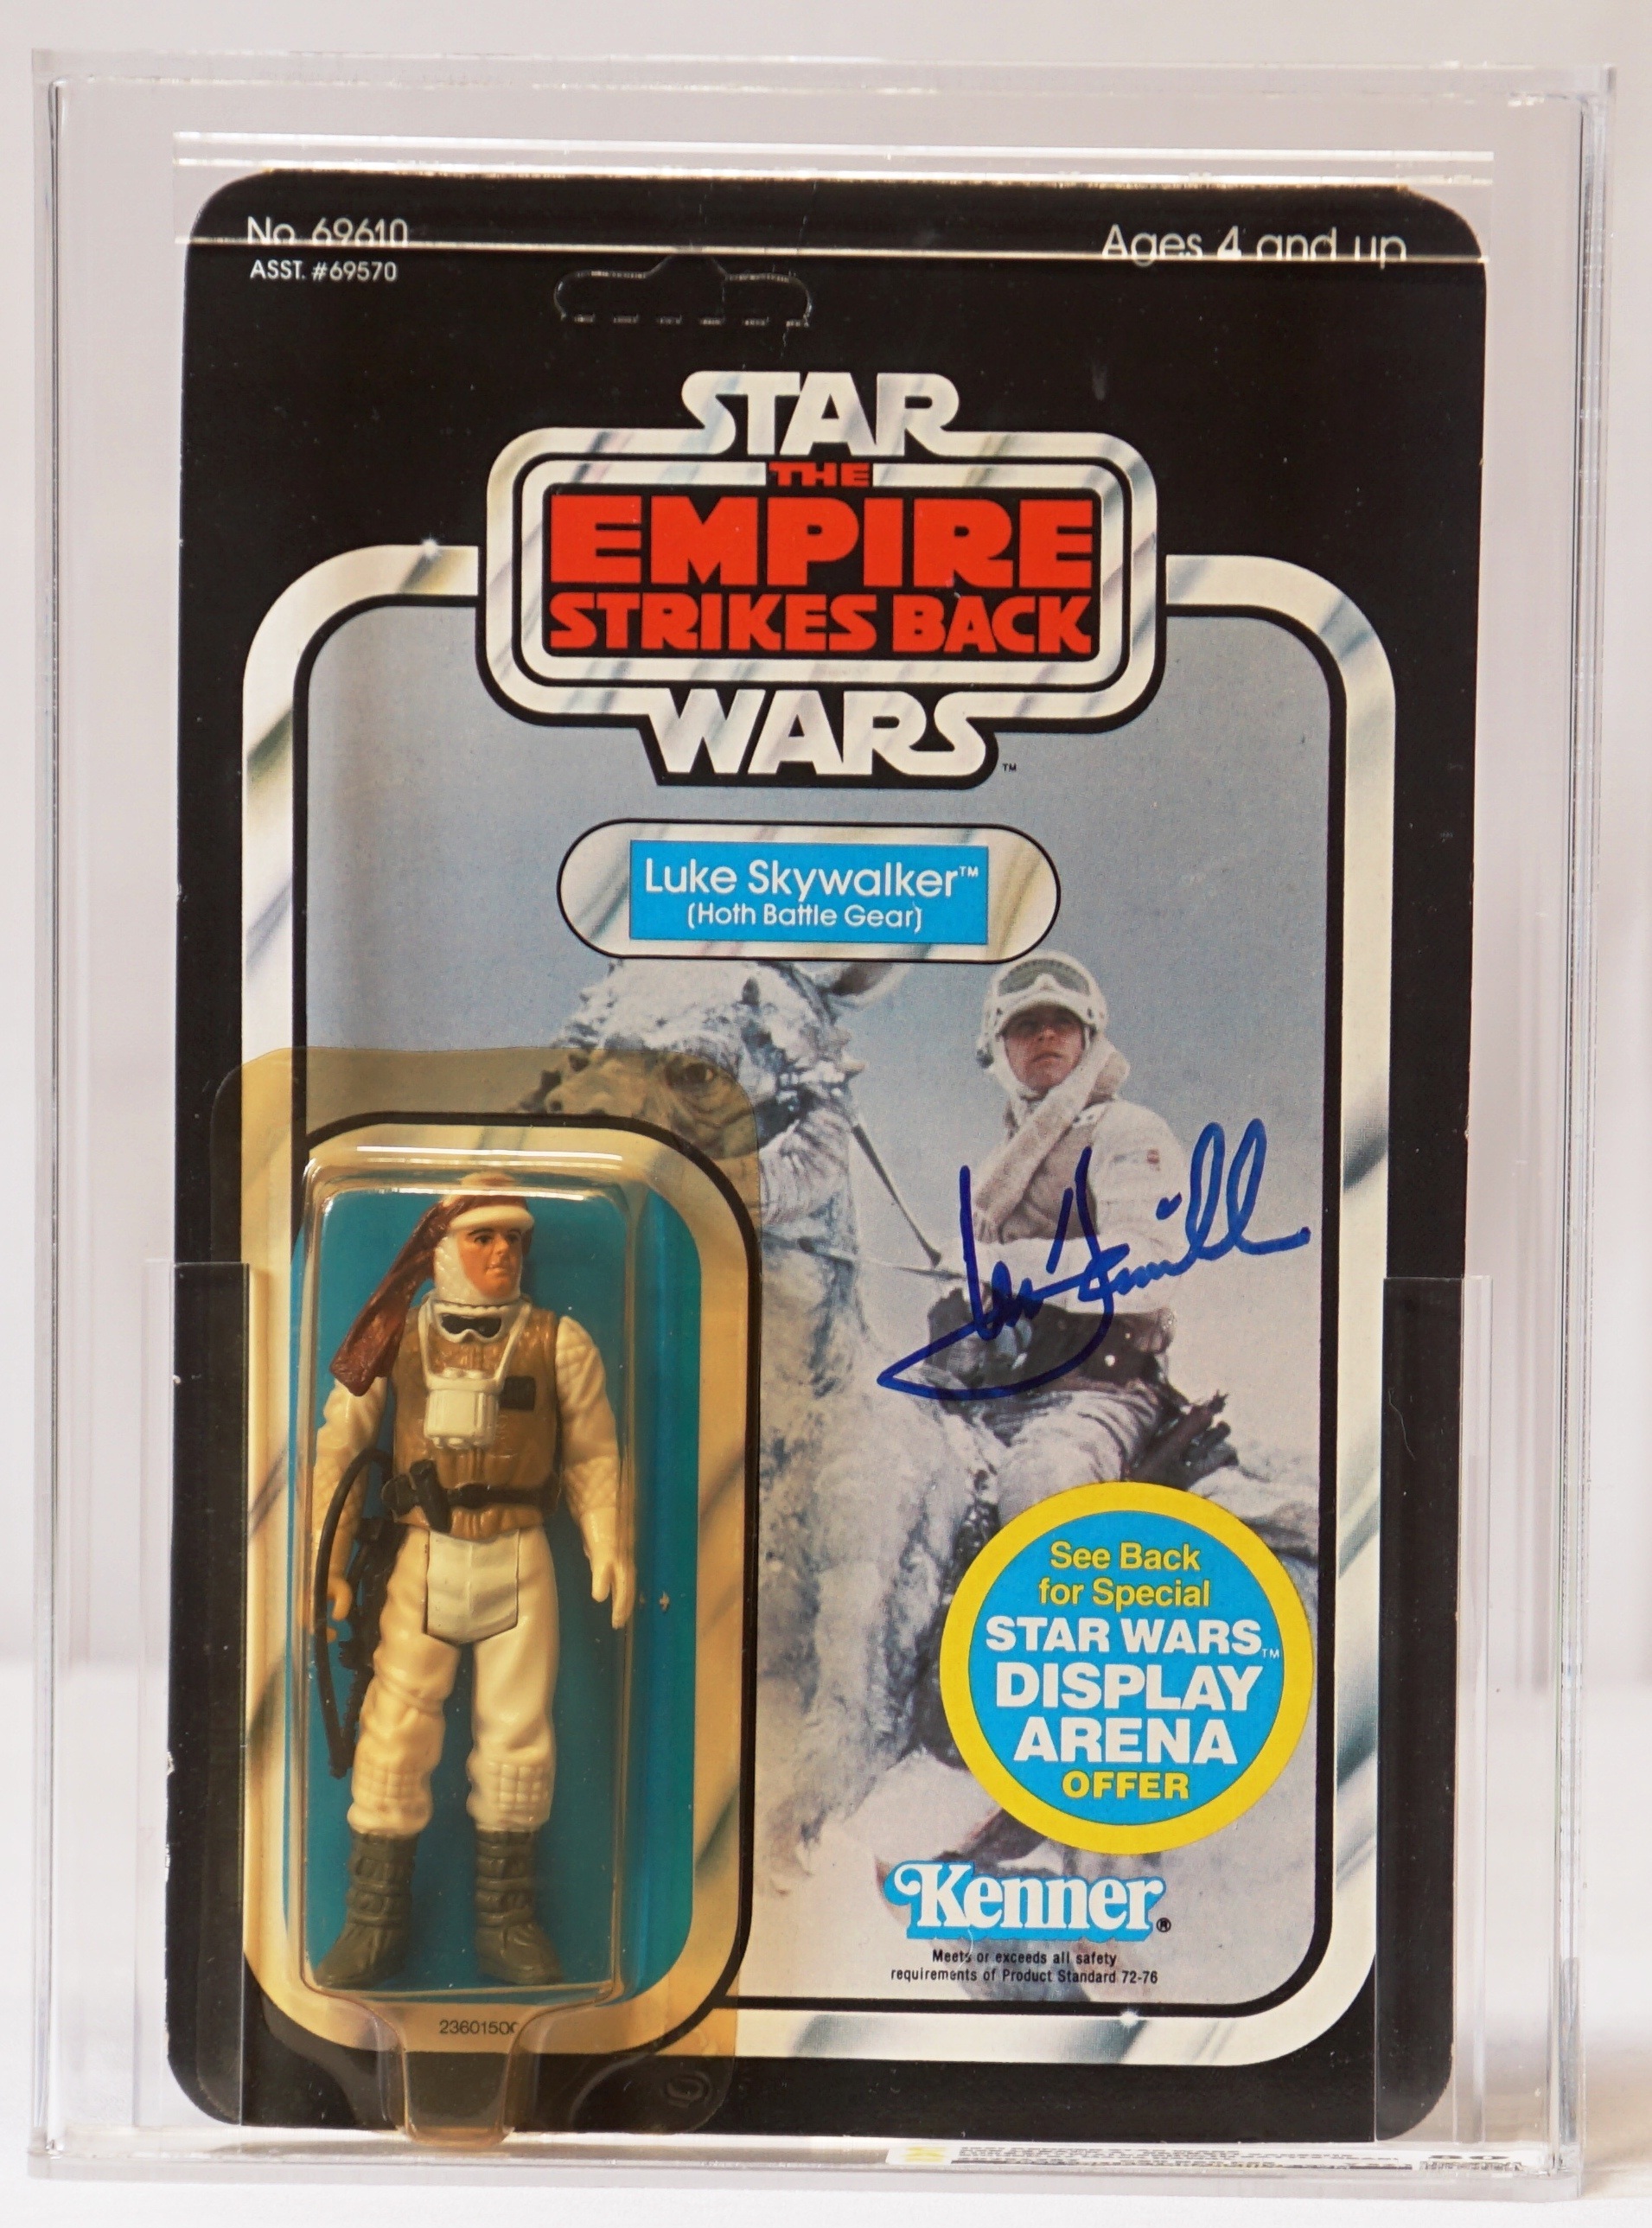 No. 69610
ASST. #69570
Ages 4 and up
STAR
THE
EMPIRE
STRIKES BACK
WARS™
Luke Skywalker™
(Hoth Battle Gear)
See Back
for Special
STAR WARS™
DISPLAY
ARENA
OFFER
Kenner®
Meets or exceeds all safety
requirements of Product Standard 72-76